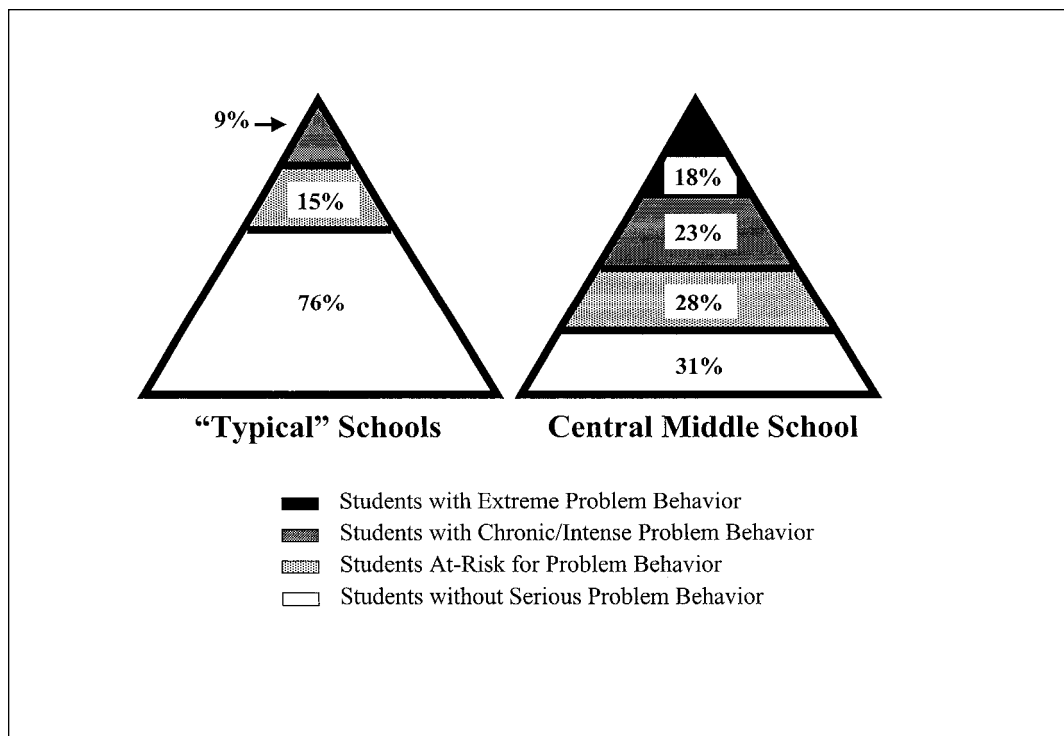 9%
15%
76%
18%
23%
28%
31%
“Typical” Schools
Central Middle School
Students with Extreme Problem Behavior
Students with Chronic/Intense Problem Behavior
Students At-Risk for Problem Behavior
Students without Serious Problem Behavior